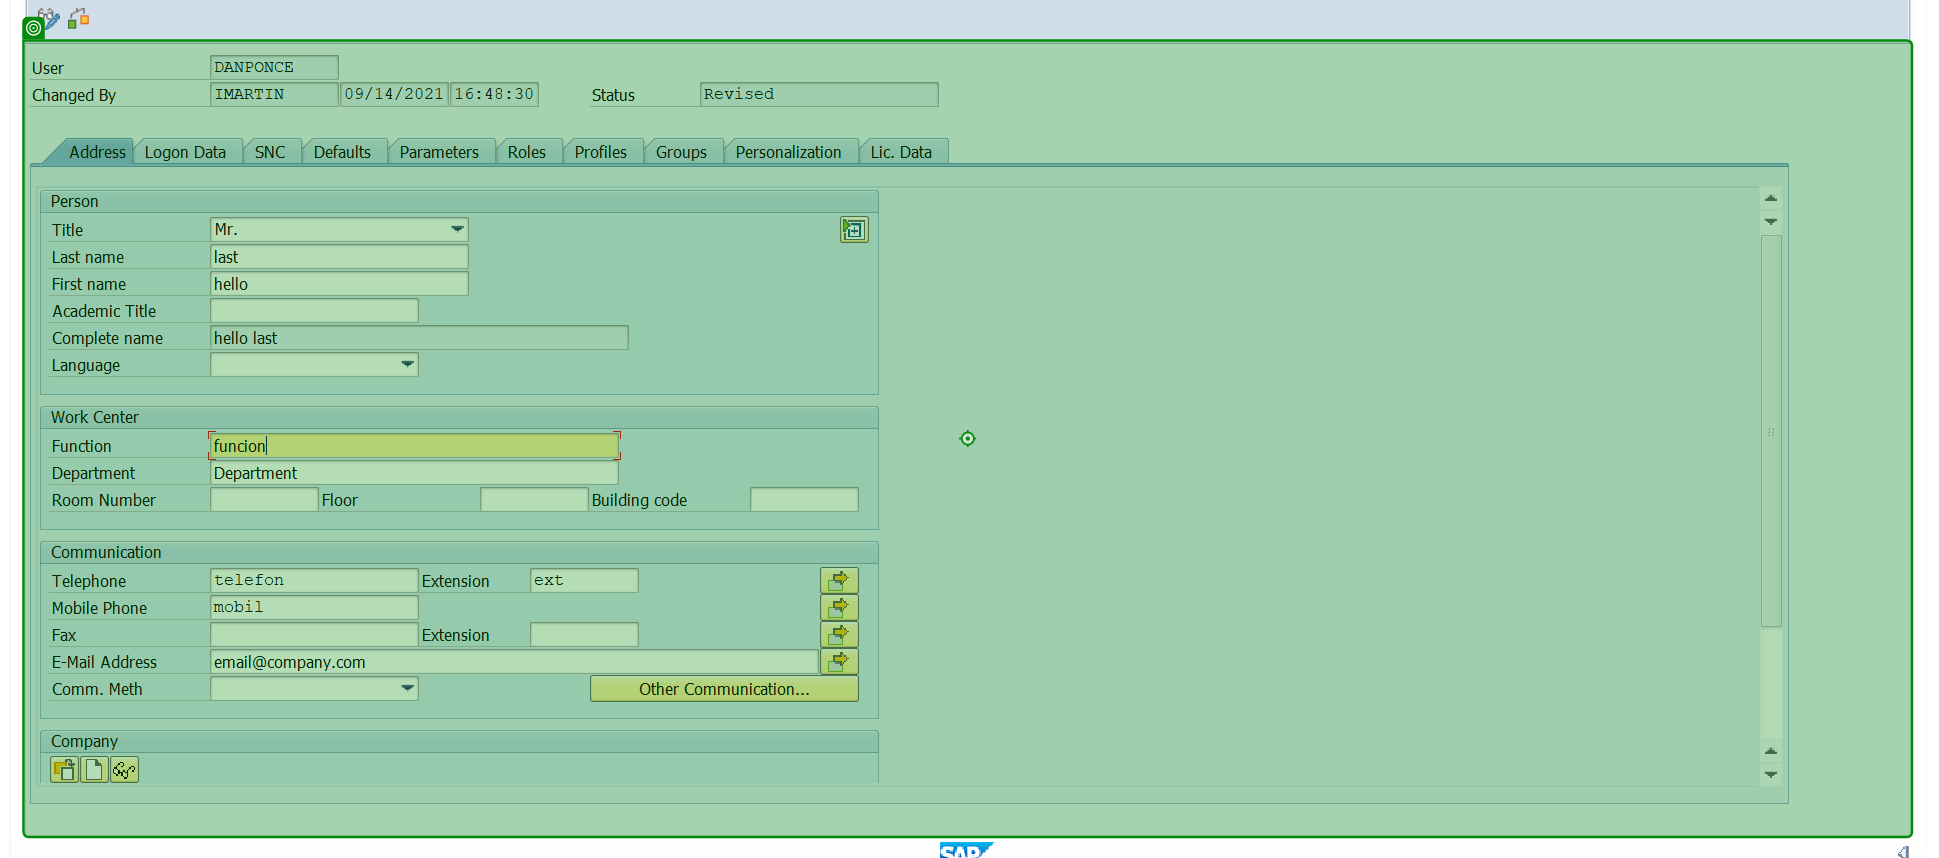 User DANPONCE
Changed By IMARTIN 09/14/2021 16:48:30 Status Revised
Address Logon Data SNC Defaults Parameters Roles Profiles Groups Personalization Lic. Data
Person
Title Mr.
Last name last
First name hello
Academic Title
Complete name hello last
Language
Work Center
Function funcion
Department Department
Room Number Floor Building code
Communication
Telephone telefon Extension ext
Mobile Phone mobil
Fax Extension
E-Mail Address email@company.com
Comm. Meth Other Communication...
Company
SAP